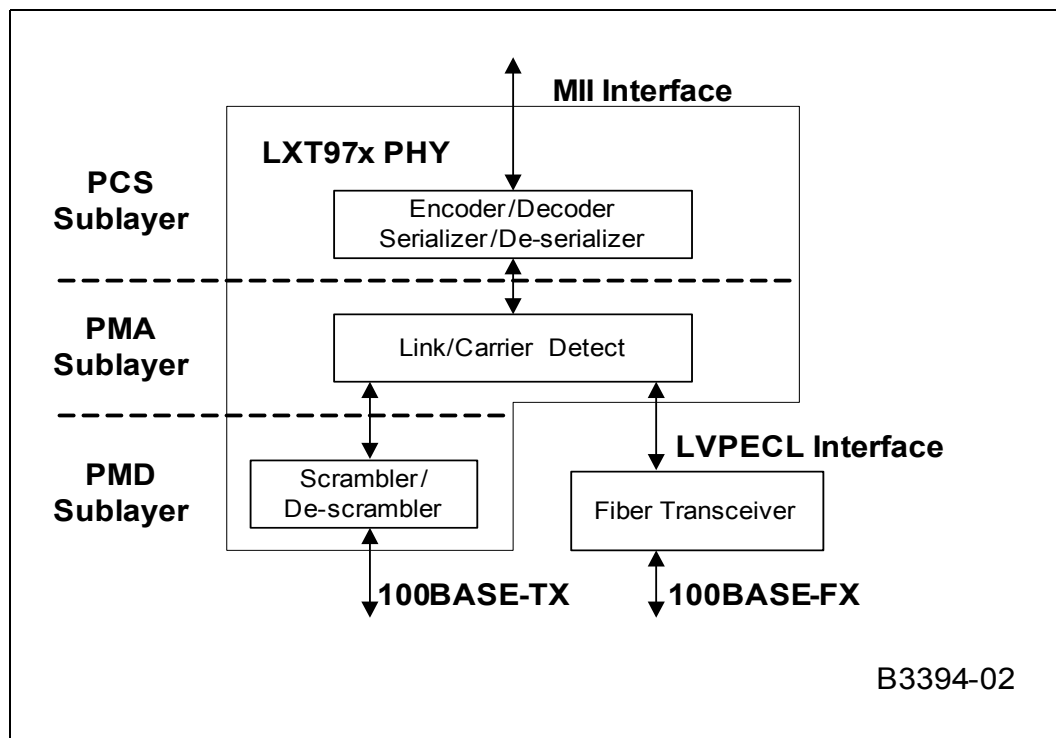 MII Interface
LXT97x PHY
PCS
Sublayer
Encoder/Decoder
Serializer/De-serializer
PMA
Sublayer
Link/Carrier Detect
LVPECL Interface
PMD
Sublayer
Scrambler/
De-scrambler
Fiber Transceiver
100BASE-TX
100BASE-FX
B3394-02